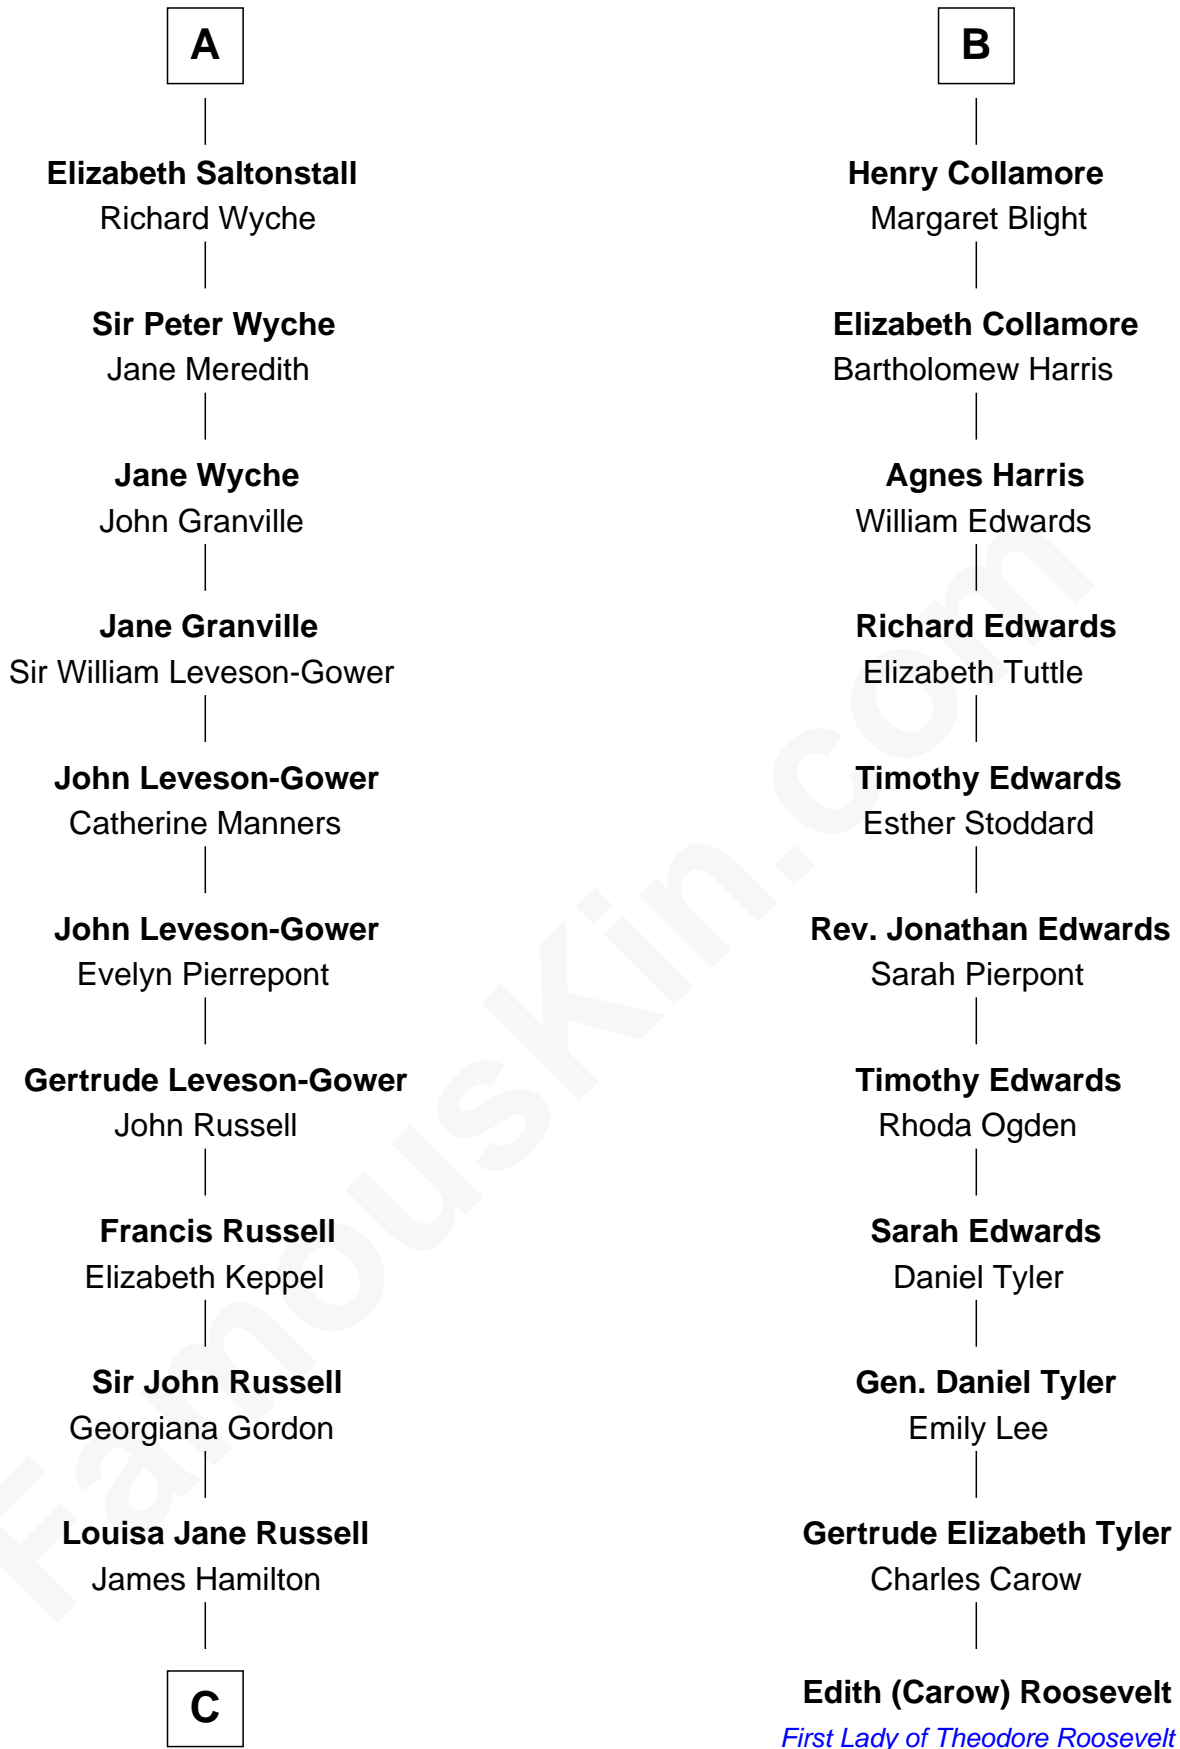 A
Elizabeth Saltonstall
Richard Wyche
Sir Peter Wyche
Jane Meredith
Jane Wyche
John Granville
Jane Granville
Sir William Leveson-Gower
John Leveson-Gower
Catherine Manners
John Leveson-Gower
Evelyn Pierrepont
Gertrude Leveson-Gower
John Russell
Francis Russell
Elizabeth Keppel
Sir John Russell
Georgiana Gordon
Louisa Jane Russell
James Hamilton
C
B
Henry Collamore
Margaret Blight
Elizabeth Collamore
Bartholomew Harris
Agnes Harris
William Edwards
Richard Edwards
Elizabeth Tuttle
Timothy Edwards
Esther Stoddard
Rev. Jonathan Edwards
Sarah Pierpont
Timothy Edwards
Rhoda Ogden
Sarah Edwards
Daniel Tyler
Gen. Daniel Tyler
Emily Lee
Gertrude Elizabeth Tyler
Charles Carow
Edith (Carow) Roosevelt
First Lady of Theodore Roosevelt
FamousKin.com